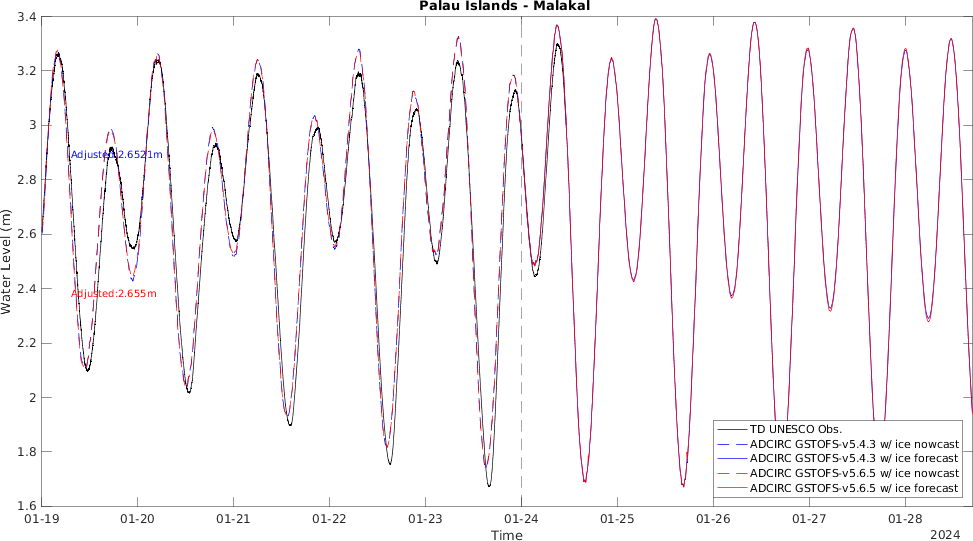 Palau Islands - Malakal
3.4
3.2
3
2.8
2.6
2.4
2.2
2
1.8
1.6
Water Level (m)
Adjusted:2.6521m
Adjusted:2.655m
TD UNESCO Obs.
ADCIRC GSTOFS-v5.4.3 w/ ice nowcast
ADCIRC GSTOFS-v5.4.3 w/ ice forecast
ADCIRC GSTOFS-v5.6.5 w/ ice nowcast
ADCIRC GSTOFS-v5.6.5 w/ ice forecast
01-19 01-20 01-21 01-22 01-23 01-24 01-25 01-26 01-27 01-28
Time
2024